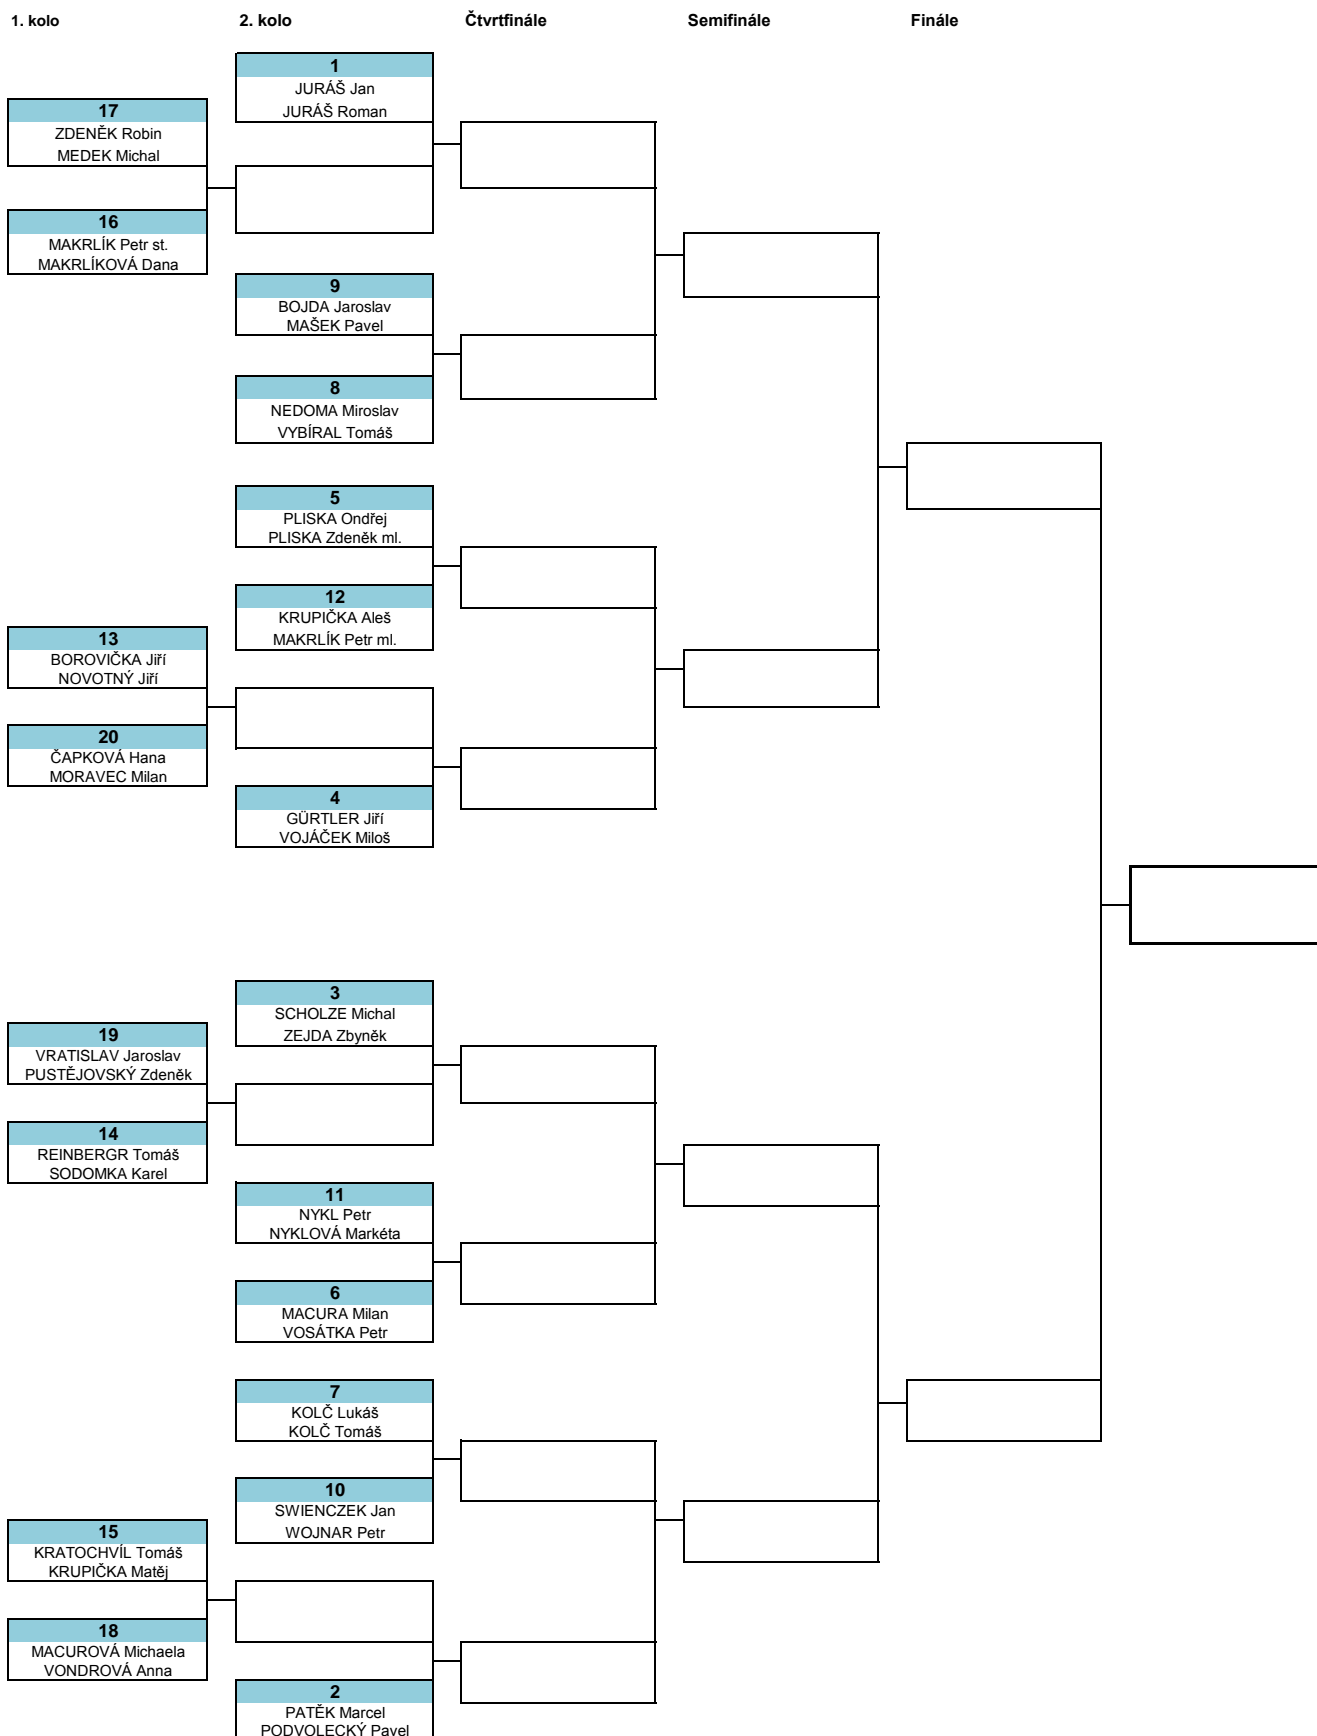 1. kolo
2. kolo
Čtvrtfinále
Semifinále
Finále
1
JURÁŠ Jan
JURÁŠ Roman
17
ZDENĚK Robin
MEDEK Michal
16
MAKRLÍK Petr st.
MAKRLÍKOVÁ Dana
9
BOJDA Jaroslav
MAŠEK Pavel
8
NEDOMA Miroslav
VYBÍRAL Tomáš
5
PLISKA Ondřej
PLISKA Zdeněk ml.
12
KRUPIČKA Aleš
MAKRLÍK Petr ml.
13
BOROVIČKA Jiří
NOVOTNÝ Jiří
20
ČAPKOVÁ Hana
MORAVEC Milan
4
GÜRTLER Jiří
VOJÁČEK Miloš
3
SCHOLZE Michal
ZEJDA Zbyněk
19
VRATISLAV Jaroslav
PUSTĚJOVSKÝ Zdeněk
14
REINBERGR Tomáš
SODOMKA Karel
11
NYKL Petr
NYKLOVÁ Markéta
6
MACURA Milan
VOSÁTKA Petr
7
KOLČ Lukáš
KOLČ Tomáš
10
SWIENCZEK Jan
WOJNAR Petr
15
KRATOCHVÍL Tomáš
KRUPIČKA Matěj
18
MACUROVÁ Michaela
VONDROVÁ Anna
2
PATĚK Marcel
PODVOLECKÝ Pavel